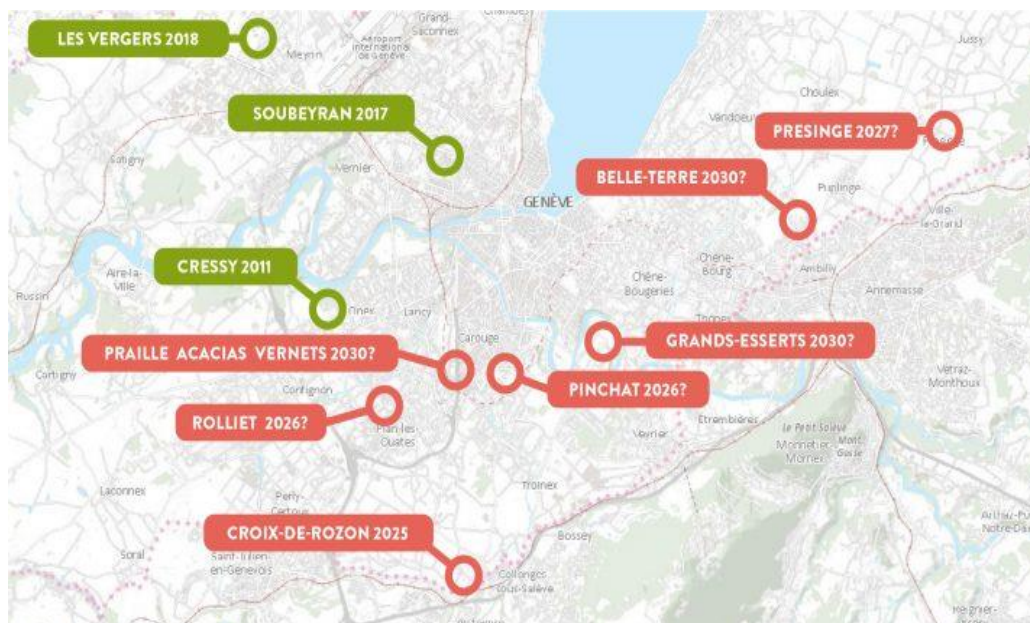 Grand-
Saconnex
LES VERGERS 2018
Meyrin
Aéroport
international
de Genève
Jussy
Choulex
SOUBEYRAN 2017
Vandoeu
PRESINGE 2027?
Satigny
Vernier
BELLE-TERRE 2030?
Puplinge
GENÈVE
Ville-
la-Grand
CRESSY 2011
Aire-la-
Ville
Chêne-
Bourg
Ambilly
Chêne-
Bougeries
Annemasse
Russin
Onex
Lancy
Thônex
PRAILLE ACACIAS VERNETS 2030?
Carouge
GRANDS-ESSERTS 2030?
Cartigny
Confignon
PINCHAT 2026?
Vetraz-
Monthoux
ROLLIET 2026?
Plan-les-
Ouates
Etrembières
Veyrier
le Petit Salève
Monnetier
Mornex
Laconnex
Troinex
Perly-
Certoux
CROIX-DE-ROZON 2025
Bossey
Soral
Saint-Julien
en-Genevois
Collonges
sous-Salève
Notre-Da